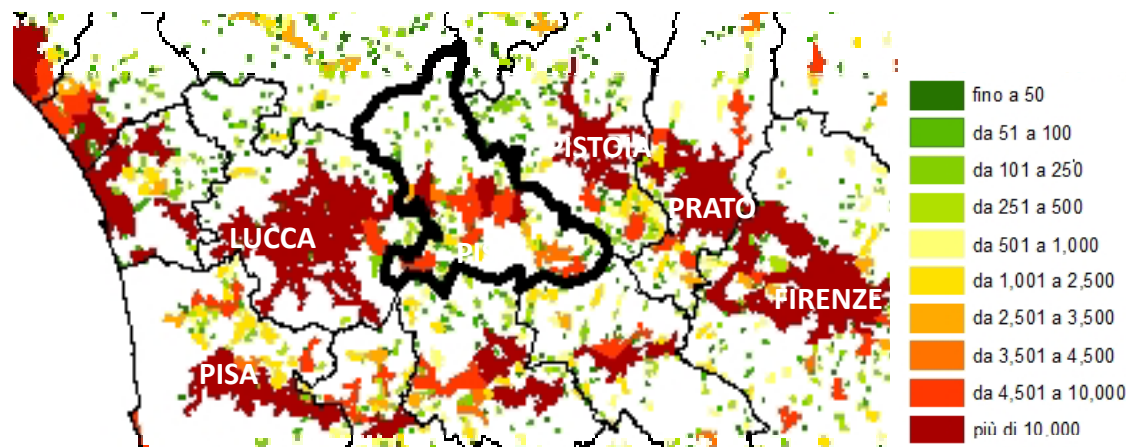 PISTOIA
PRATO
LUCCA
FIRENZE
PISA
fino a 50
da 51 a 100
da 101 a 250
da 251 a 500
da 501 a 1,000
da 1,001 a 2,500
da 2,501 a 3,500
da 3,501 a 4,500
da 4,501 a 10,000
più di 10,000